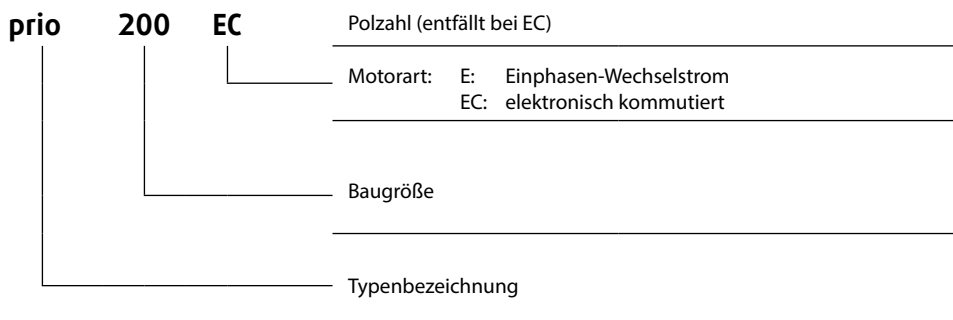 prio 200 EC Polzahl (entfällt bei EC)
Motorart: E: Einphasen-Wechselstrom
EC: elektronisch kommutiert
Baugröße
Typenbezeichnung